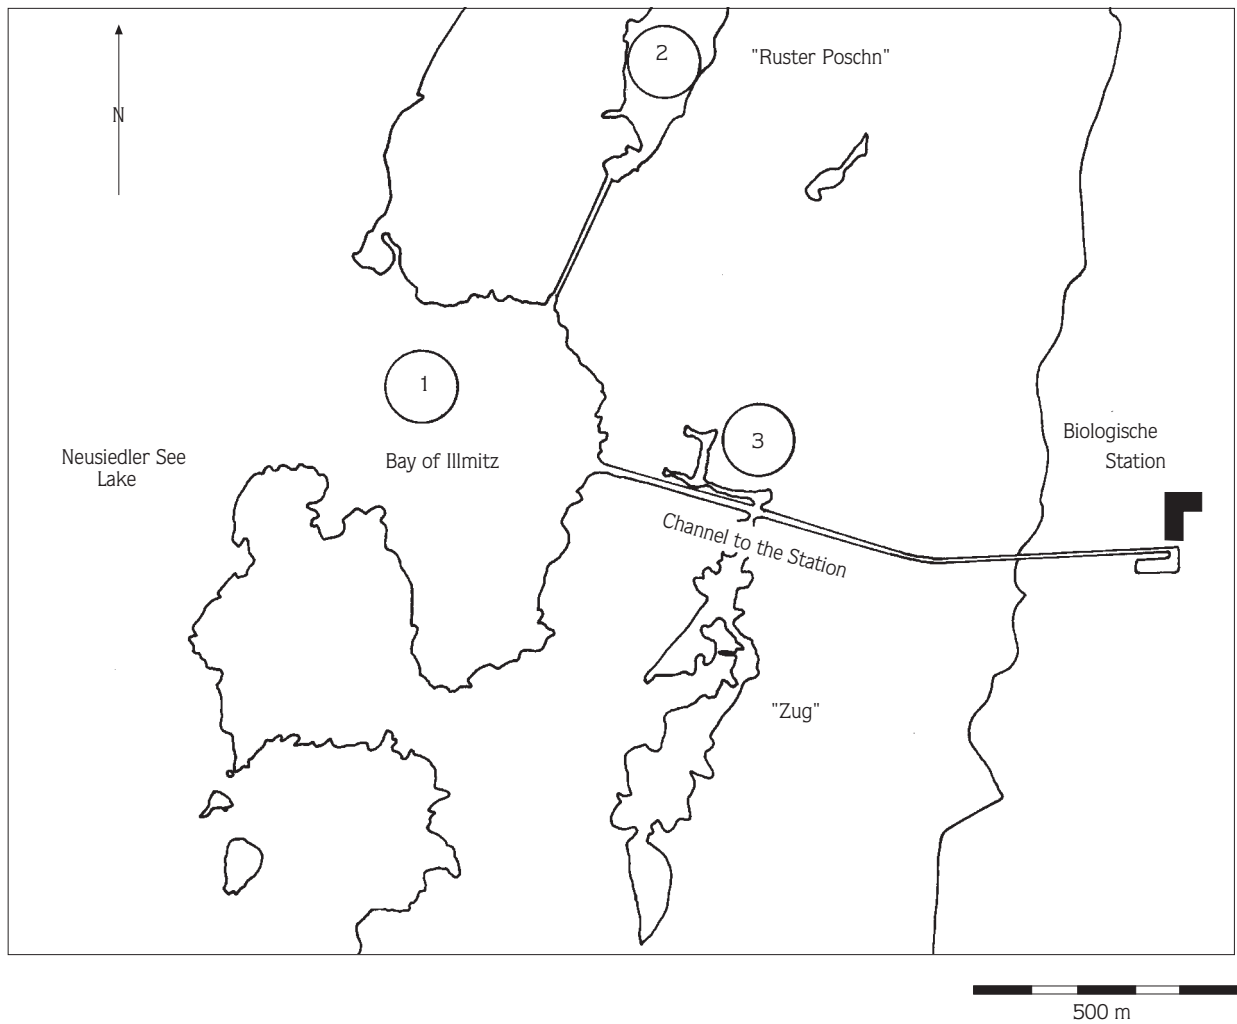 2
"Ruster Poschn"
N
1
3
Biologische
Station
Neusiedler See
Lake
Bay of Illmitz
Channel to the Station
"Zug"
500 m